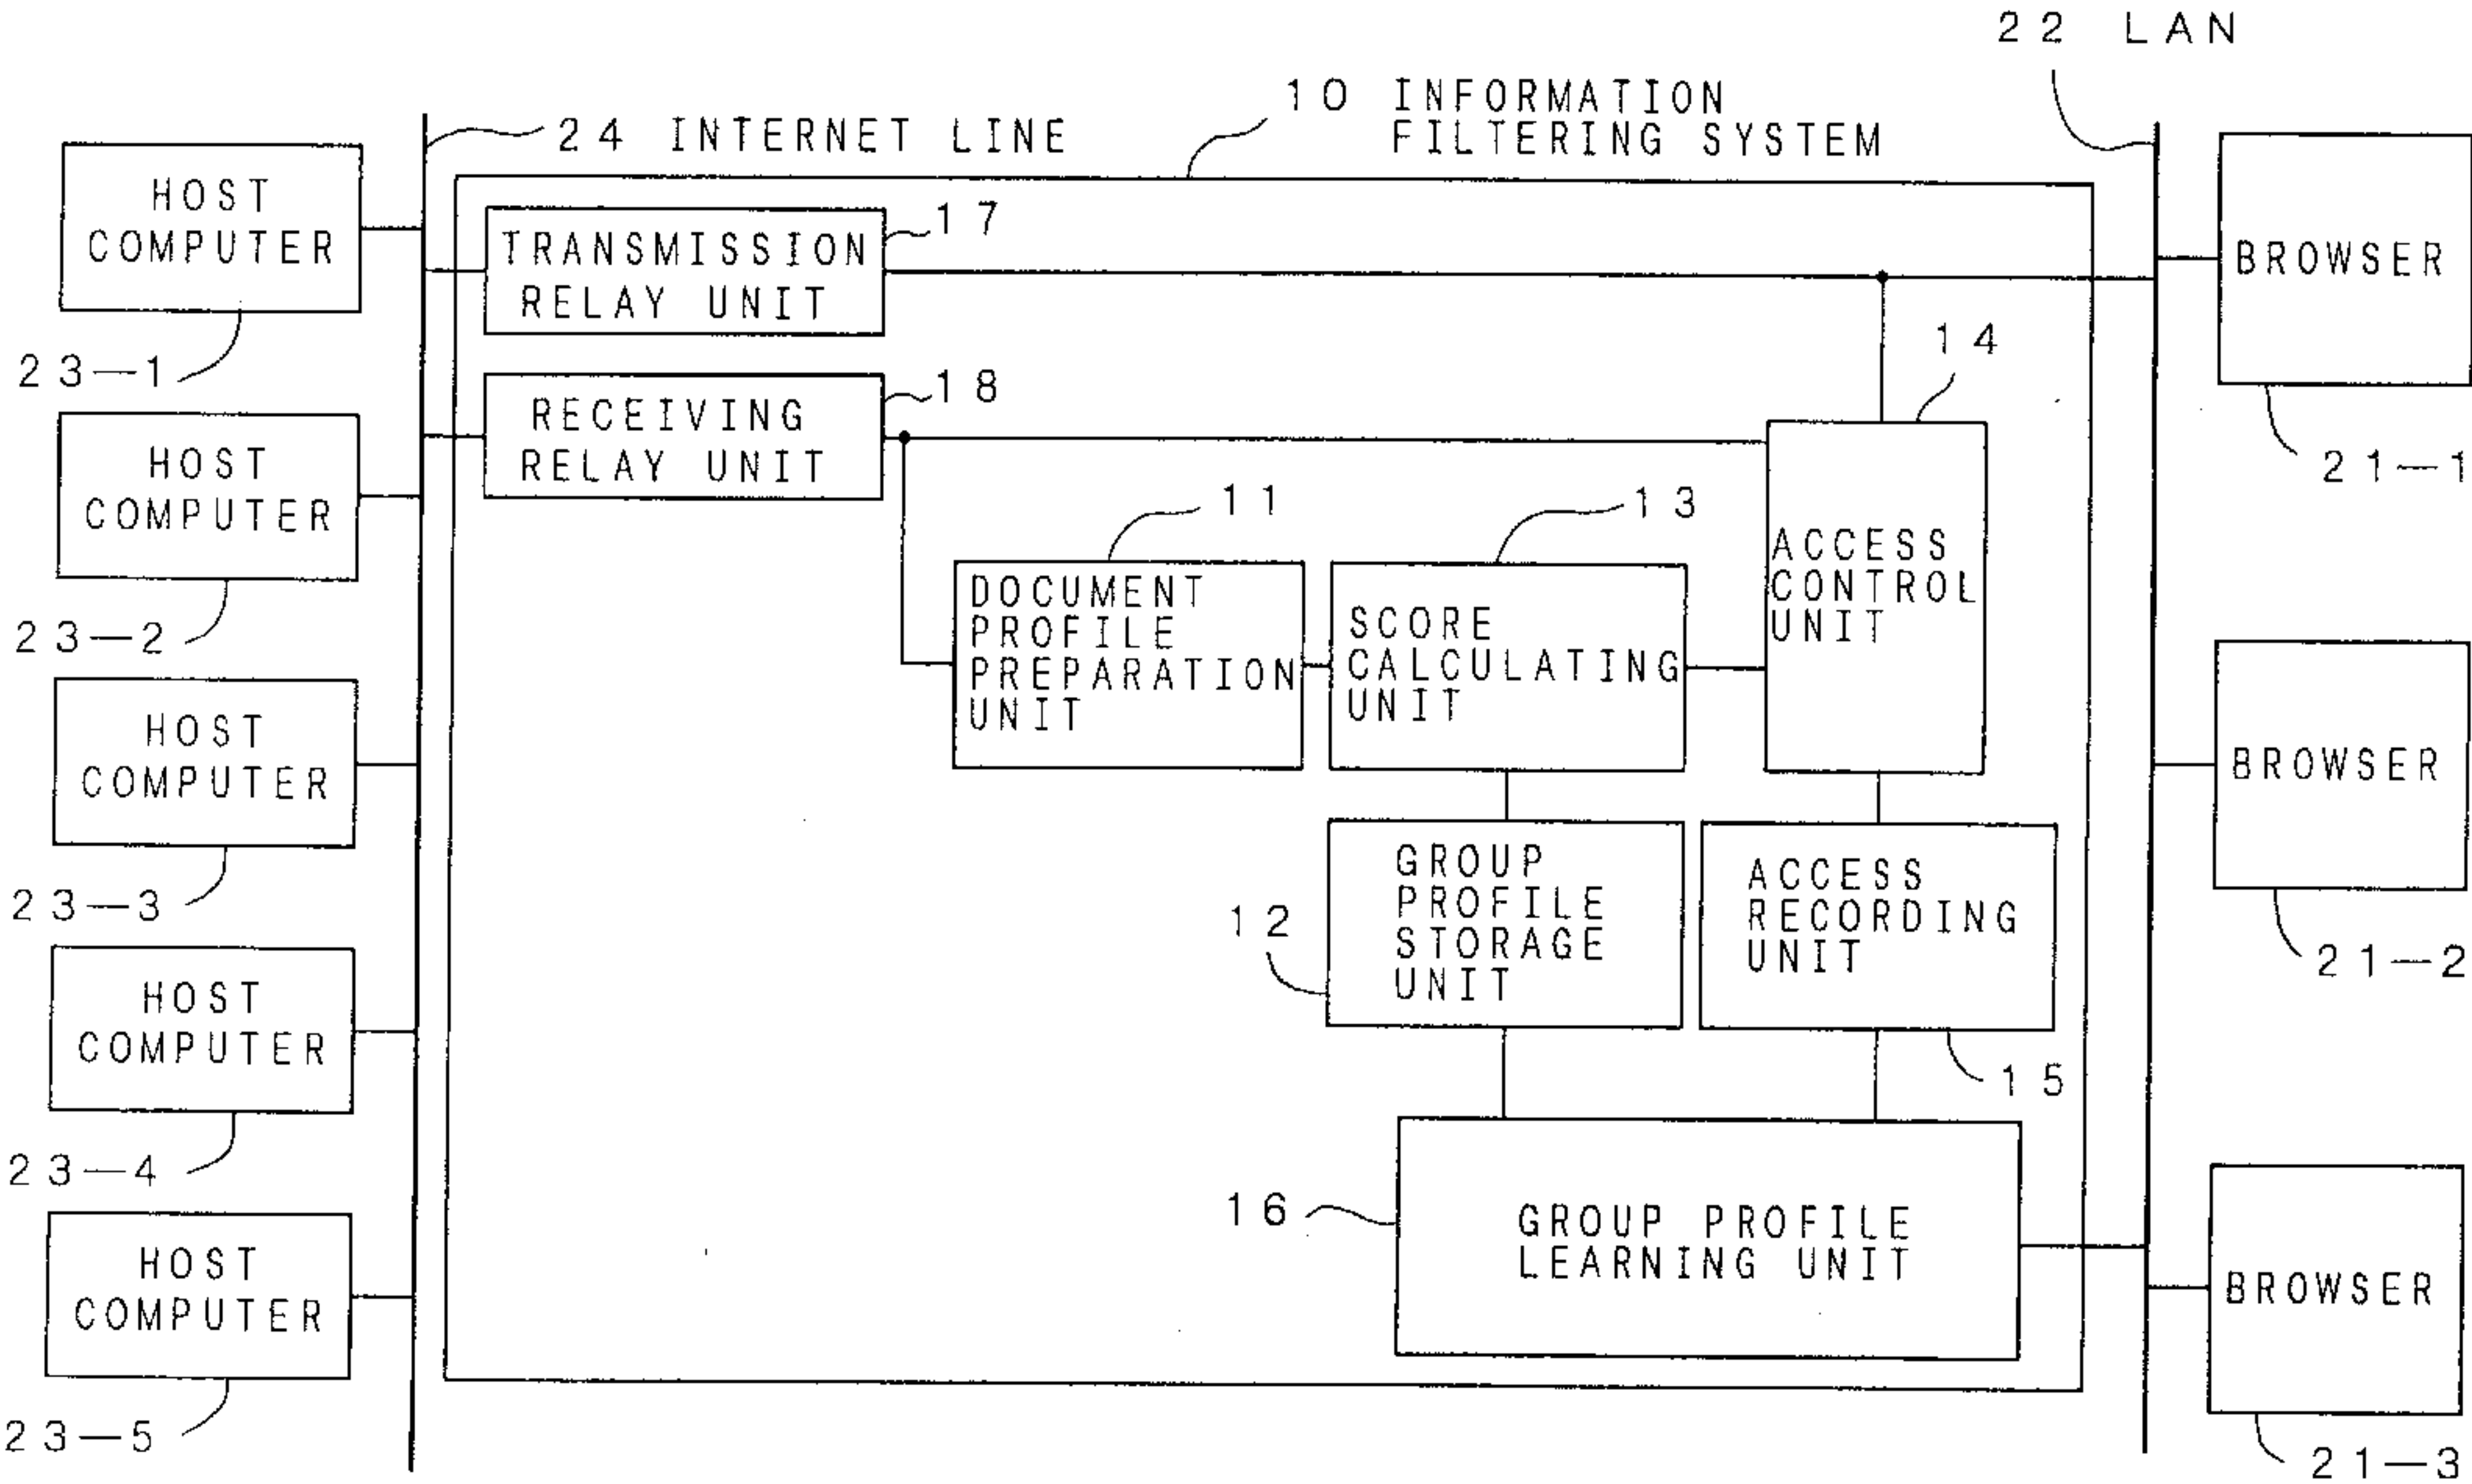 22 LAN
10 INFORMATION
FILTERING SYSTEM
24 INTERNET LINE
HOST
COMPUTER
23-1
HOST
COMPUTER
23-2
HOST
COMPUTER
23-3
HOST
COMPUTER
23-4
HOST
COMPUTER
23-5
TRANSMISSION
RELAY UNIT
17
RECEIVING
RELAY UNIT
18
11
DOCUMENT
PROFILE
PREPARATION
UNIT
13
SCORE
CALCULATING
UNIT
14
ACCESS
CONTROL
UNIT
12
GROUP
PROFILE
STORAGE
UNIT
ACCESS
RECORDING
UNIT
15
16
GROUP PROFILE
LEARNING UNIT
BROWSER
21-1
BROWSER
21-2
BROWSER
21-3